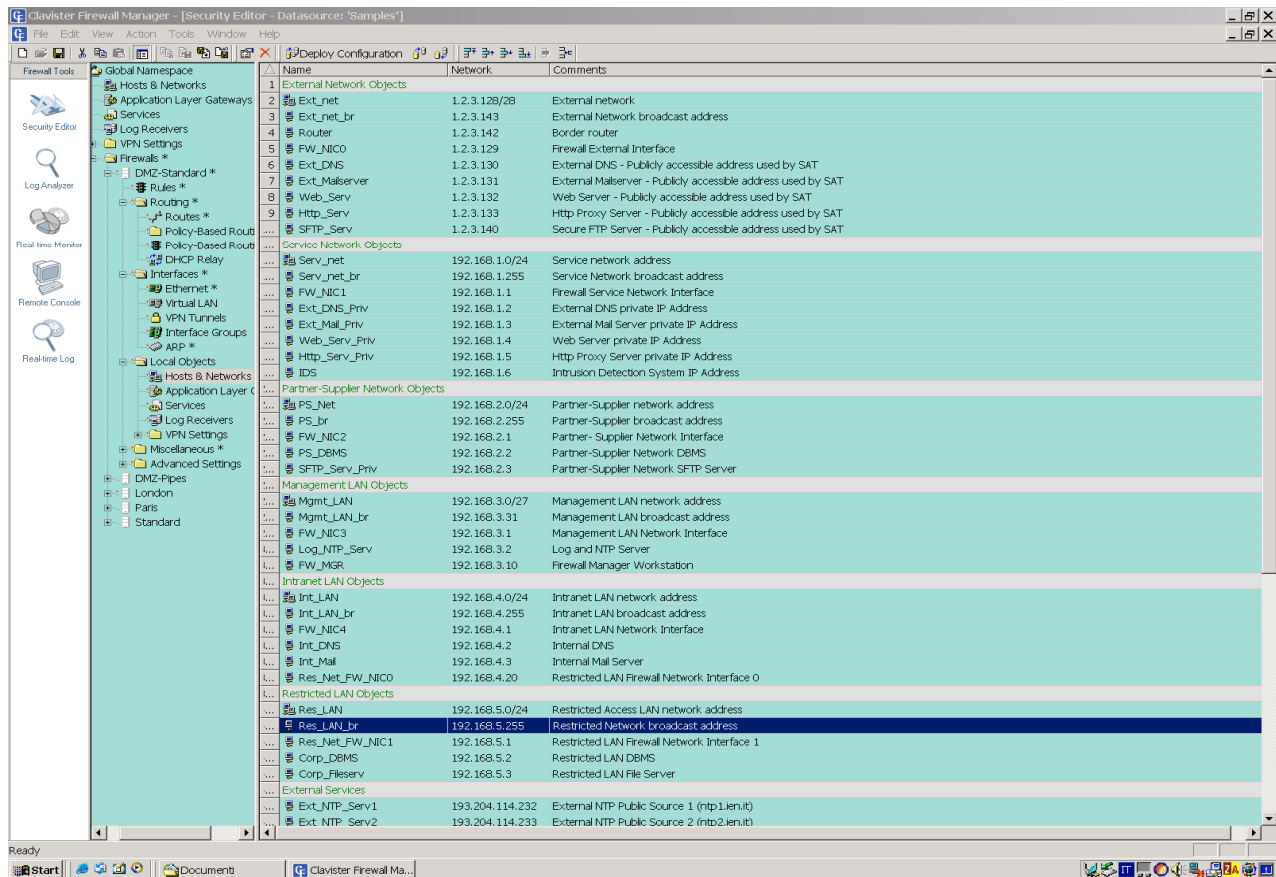 Clavister Firewall Manager - [Security Editor - Datasource: 'Samples']
File Edit View Action Tools Window Help
Deploy Configuration
Firewall Tools
Security Editor
Log Analyzer
Real time Monitor
Remote Console
Real-time Log
Global Namespace
Hosts & Networks
Application Layer Gateways
Services
Log Receivers
VPN Settings
Firewalls *
DMZ-Standard *
Rules *
Routing *
Routes *
Policy-Based Routi
Policy-Based Routi
DHCP Relay
Interfaces *
Ethernet *
Virtual LAN
VPN Tunnels
Interface Groups
ARP *
Local Objects
Hosts & Networks
Application Layer
Services
Log Receivers
VPN Settings
Miscellaneous *
Advanced Settings
DMZ-Pipes
London
Paris
Standard
Name Network Comments
1 External Network Objects
2 Ext_net 1.2.3.128/28 External network
3 Ext_net_br 1.2.3.143 External Network broadcast address
4 Router 1.2.3.142 Border router
5 FW_NIC0 1.2.3.129 Firewall External Interface
6 Ext_DNS 1.2.3.130 External DNS - Publicly accessible address used by SAT
7 Ext_Mailserver 1.2.3.131 External Mailserver - Publicly accessible address used by SAT
8 Web_Serv 1.2.3.132 Web Server - Publicly accessible address used by SAT
9 Http_Serv 1.2.3.133 Http Proxy Server - Publicly accessible address used by SAT
... SFTP_Serv 1.2.3.140 Secure FTP Server - Publicly accessible address used by SAT
... Service Network Objects
... Serv_net 192.168.1.0/24 Service network address
... Serv_net_br 192.168.1.255 Service Network broadcast address
... FW_NIC1 192.168.1.1 Firewall Service Network Interface
... Ext_DNS_Priv 192.168.1.2 External DNS private IP Address
... Ext_Mail_Priv 192.168.1.3 External Mail Server private IP Address
... Web_Serv_Priv 192.168.1.4 Web Server private IP Address
... Http_Serv_Priv 192.168.1.5 Http Proxy Server private IP Address
... IDS 192.168.1.6 Intrusion Detection System IP Address
... Partner-Supplier Network Objects
... PS_Net 192.168.2.0/24 Partner-Supplier network address
... PS_br 192.168.2.255 Partner-Supplier broadcast address
... FW_NIC2 192.168.2.1 Partner- Supplier Network Interface
... PS_DBMS 192.168.2.2 Partner-Supplier Network DBMS
... SFTP_Serv_Priv 192.168.2.3 Partner-Supplier Network SFTP Server
... Management LAN Objects
... Mgmt_LAN 192.168.3.0/27 Management LAN network address
... Mgmt_LAN_br 192.168.3.31 Management LAN broadcast address
... FW_NIC3 192.168.3.1 Management LAN Network Interface
... Log_NTP_Serv 192.168.3.2 Log and NTP Server
... FW_MGR 192.168.3.10 Firewall Manager Workstation
... Intranet LAN Objects
... Int_LAN 192.168.4.0/24 Intranet LAN network address
... Int_LAN_br 192.168.4.255 Intranet LAN broadcast address
... FW_NIC4 192.168.4.1 Intranet LAN Network Interface
... Int_DNS 192.168.4.2 Internal DNS
... Int_Mail 192.168.4.3 Internal Mail Server
... Res_Net_FW_NIC0 192.168.4.20 Restricted LAN Firewall Network Interface 0
... Restricted LAN Objects
... Res_LAN 192.168.5.0/24 Restricted Access LAN network address
... Res_LAN_br 192.168.5.255 Restricted Network broadcast address
... Res_Net_FW_NIC1 192.168.5.1 Restricted LAN Firewall Network Interface 1
... Corp_DBMS 192.168.5.2 Restricted LAN DBMS
... Corp_Fileserv 192.168.5.3 Restricted LAN File Server
... External Services
... Ext_NTP_Serv1 193.204.114.232 External NTP Public Source 1 (ntp1.ien.it)
... Ext_NTP_Serv2 193.204.114.233 External NTP Public Source 2 (ntp2.ien.it)
Ready
Start Documenti Clavister Firewall Ma... IT ZA